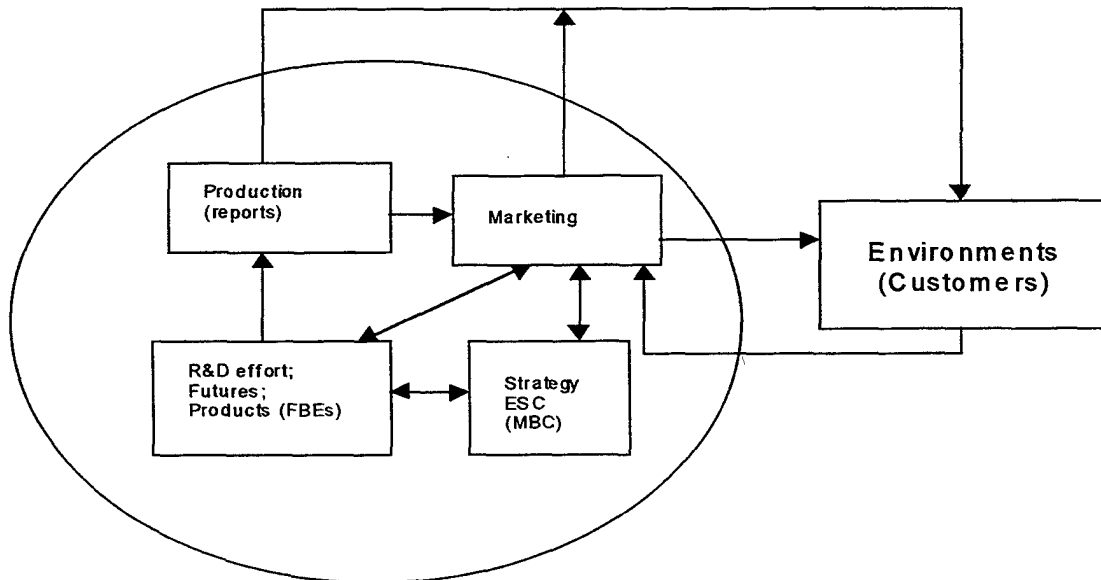 Production
(reports)
Marketing
Environments
(Customers)
R&D effort;
Futures;
Products (FBEs)
Strategy
ESC
(MBC)